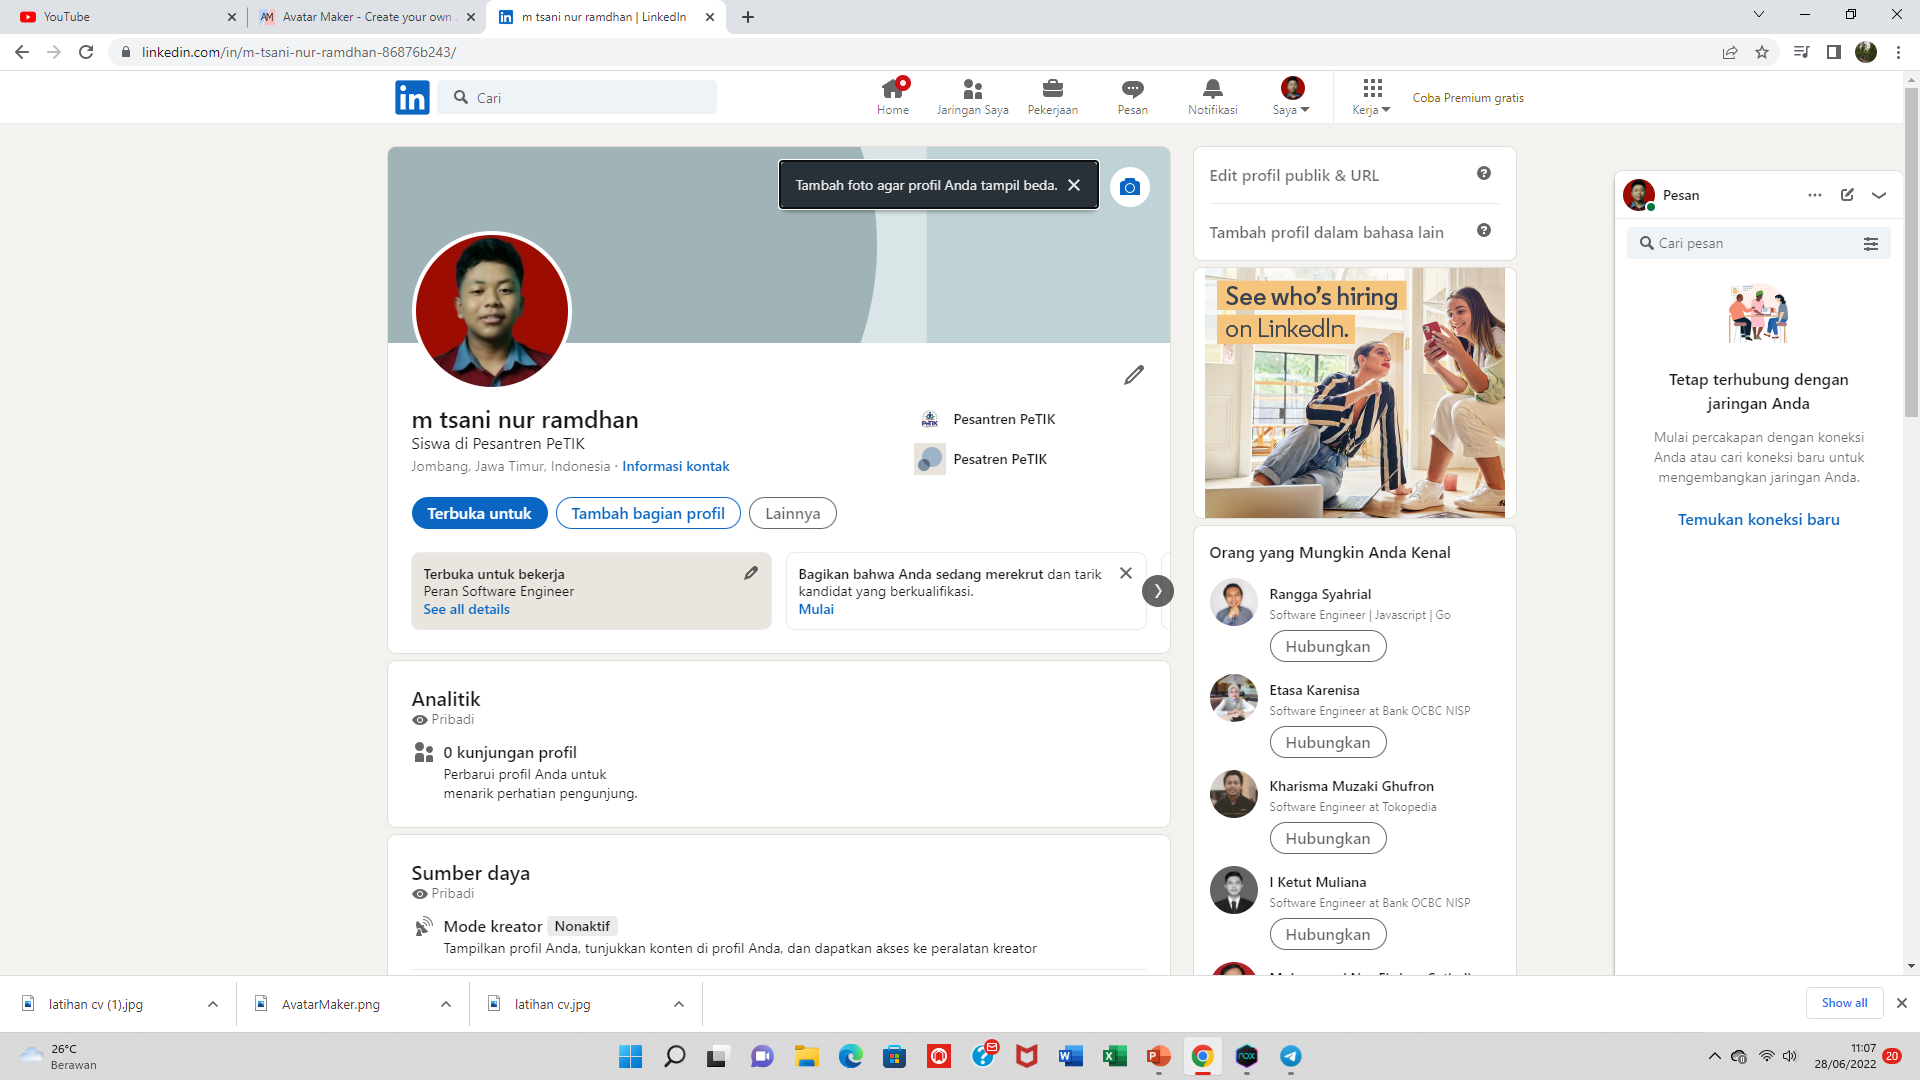 YouTube
AM Avatar Maker - Create your own
m tsani nur ramdhan | LinkedIn
linkedin.com/in/m-tsani-nur-ramdhan-86876b243/
in
Cari
Home
Jaringan Saya
Pekerjaan
Pesan
Notifikasi
Saya
Kerja
Coba Premium gratis
Tambah foto agar profil Anda tampil beda.
m tsani nur ramdhan
Siswa di Pesantren PeTIK
Jombang, Jawa Timur, Indonesia · Informasi kontak
PeTIK
Pesantren PeTIK
Pesatren PeTIK
Terbuka untuk
Tambah bagian profil
Lainnya
Terbuka untuk bekerja
Peran Software Engineer
See all details
Bagikan bahwa Anda sedang merekrut dan tarik
kandidat yang berkualifikasi.
Mulai
Analitik
Pribadi
0 kunjungan profil
Perbarui profil Anda untuk
menarik perhatian pengunjung.
Sumber daya
Pribadi
Mode kreator Nonaktif
Tampilkan profil Anda, tunjukkan konten di profil Anda, dan dapatkan akses ke peralatan kreator
Edit profil publik & URL
Tambah profil dalam bahasa lain
See who's hiring
on LinkedIn.
Orang yang Mungkin Anda Kenal
Rangga Syahrial
Software Engineer | Javascript | Go
Hubungkan
Etasa Karenisa
Software Engineer at Bank OCBC NISP
Hubungkan
Kharisma Muzaki Ghufron
Software Engineer at Tokopedia
Hubungkan
I Ketut Muliana
Software Engineer at Bank OCBC NISP
Hubungkan
Pesan
Cari pesan
Tetap terhubung dengan
jaringan Anda
Mulai percakapan dengan koneksi
Anda atau cari koneksi baru untuk
mengembangkan jaringan Anda.
Temukan koneksi baru
latihan cv (1).jpg
AvatarMaker.png
latihan cv.jpg
Show all
26°C
Berawan
11:07
28/06/2022
20